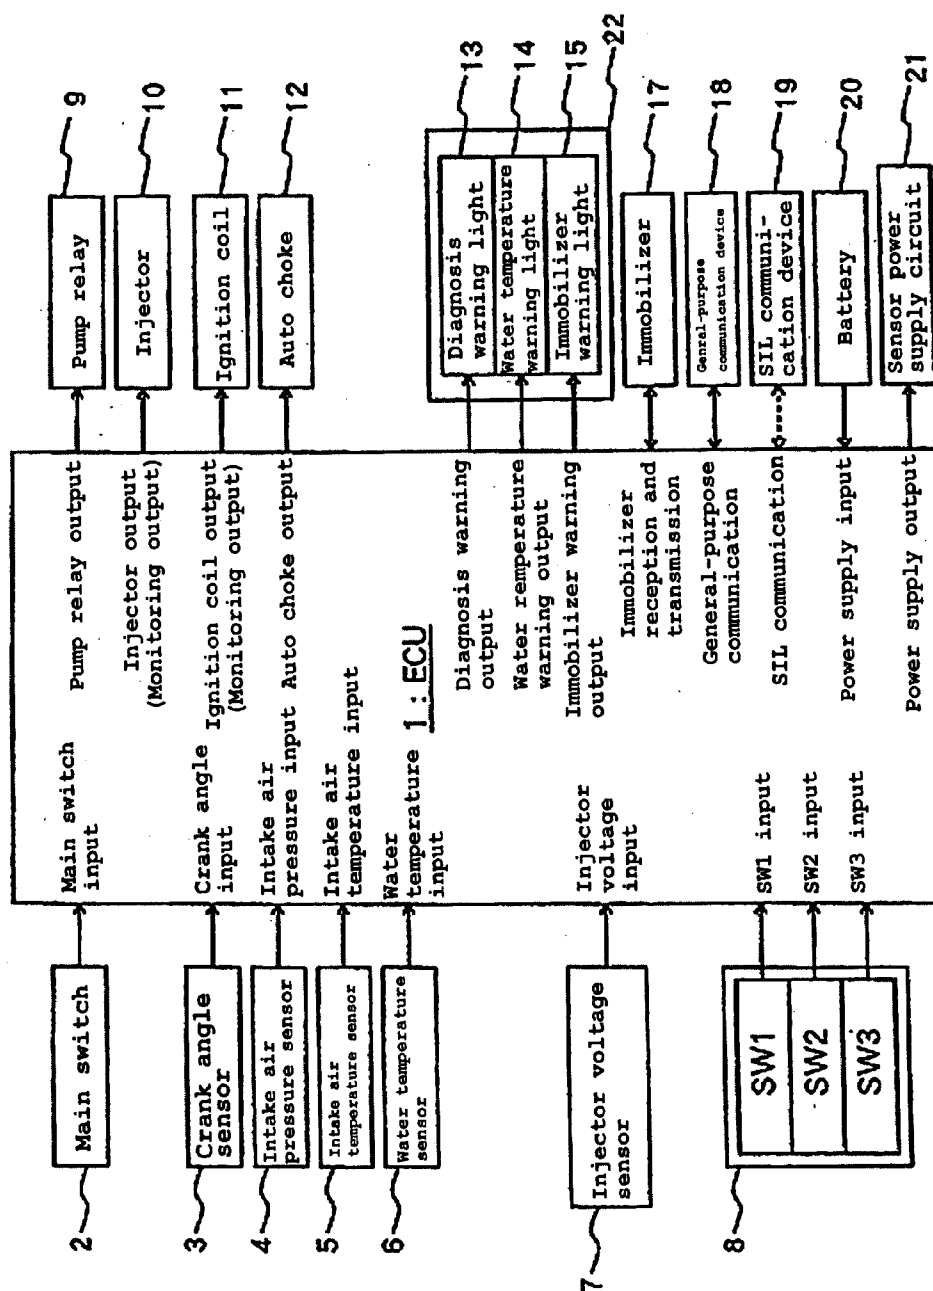 2
Main switch
3
Crank angle
sensor
4
Intake air
pressure sensor
5
Intake air
temperature sensor
6
Water temperature
sensor
7
Injector voltage
sensor
8
SW1
SW2
SW3
Main switch
input
Crank angle
input
Intake air
pressure input
Intake air
temperature input
Water
temperature
input
Injector
voltage
input
SW1 input
SW2 input
SW3 input
1 : ECU
Pump relay output
Injector output
(Monitoring output)
Ignition coil output
(Monitoring output)
Auto choke output
Diagnosis warning
output
Water remperature
warning output
Immobilizer warning
output
Immobilizer
reception and
transmission
General-purpose
communication
SIL communication
Power supply input
Power supply output
Pump relay
9
Injector
10
Ignition coil
11
Auto choke
12
Diagnosis
warning light
13
Water temperature
warning light
14
Immobilizer
warning light
15
22
Immobilizer
17
Genral-purpose
communication device
18
SIL communi-
cation device
19
Battery
20
Sensor power
supply circuit
21